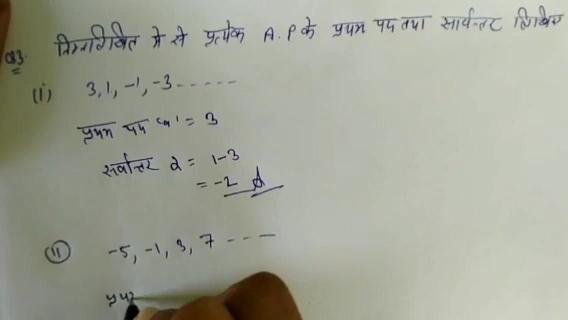 Q3. निम्नलिखित में से प्रत्येक A.P के प्रथम पद तथा सार्वन्तर लिखिए
(i) 3, 1, -1, -3 -----
प्रथम पद 'a' = 3
सर्वान्तर d = 1-3
= -2
(ii) -5, -1, 3, 7 ---